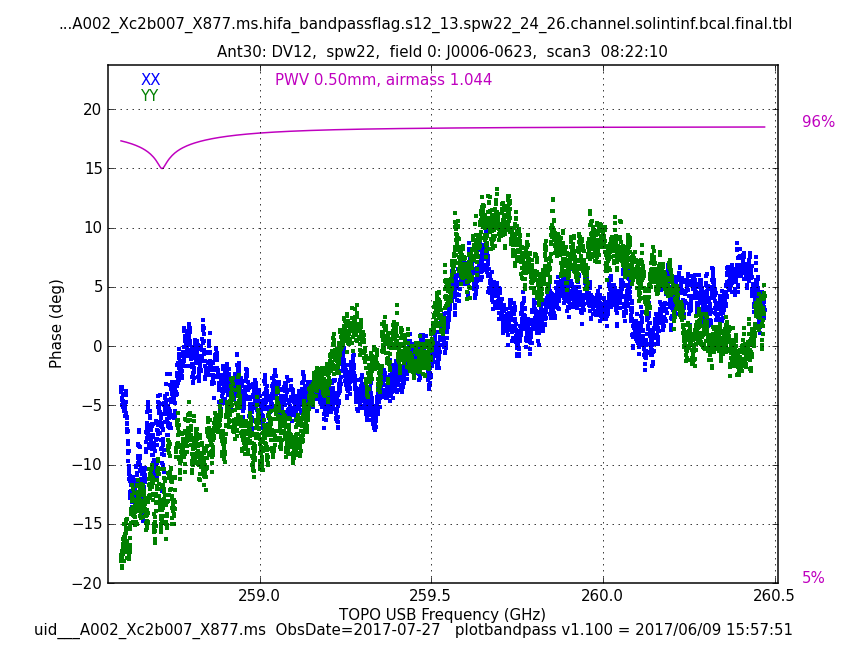 ...A002_Xc2b007_X877.ms.hifa_bandpassflag.s12_13.spw22_24_26.channel.solintinf.bcal.final.tbl
Ant30: DV12,  spw22,  field 0: J0006-0623,  scan3  08:22:10
XX
YY
PWV 0.50mm, airmass 1.044
96%
5%
20
15
10
5
0
−5
−10
−15
−20
Phase (deg)
259.0 259.5 260.0 260.5
TOPO USB Frequency (GHz)
uid___A002_Xc2b007_X877.ms  ObsDate=2017-07-27   plotbandpass v1.100 = 2017/06/09 15:57:51